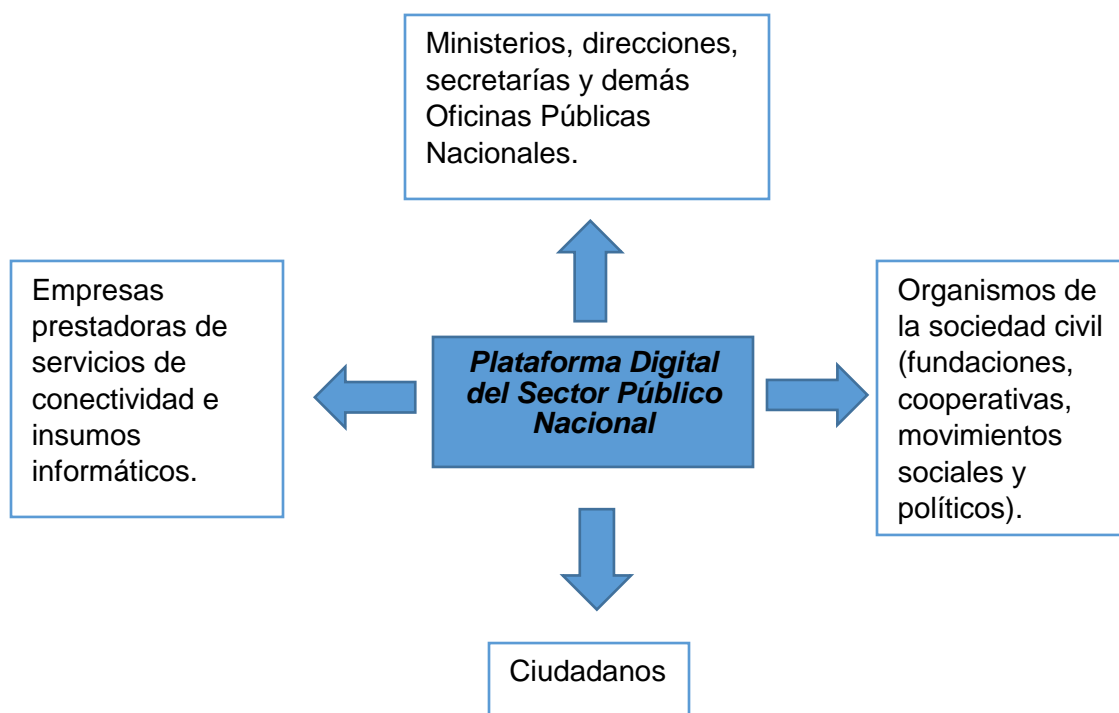 Ministerios, direcciones,
secretarías y demás
Oficinas Públicas
Nacionales.
Empresas
prestadoras de
servicios de
conectividad e
insumos
informáticos.
Plataforma Digital
del Sector Público
Nacional
Organismos de
la sociedad civil
(fundaciones,
cooperativas,
movimientos
sociales y
políticos).
Ciudadanos